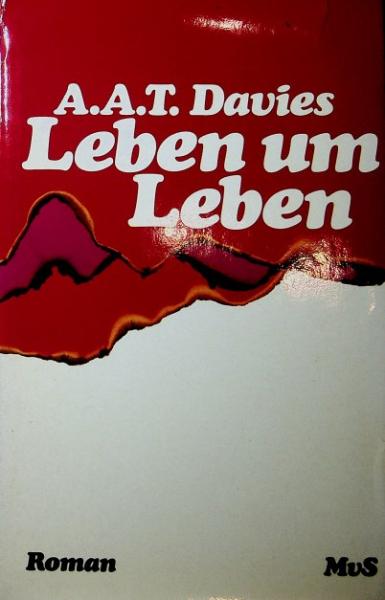 A.A.T. Davies
Leben um
Leben
Roman
MvS